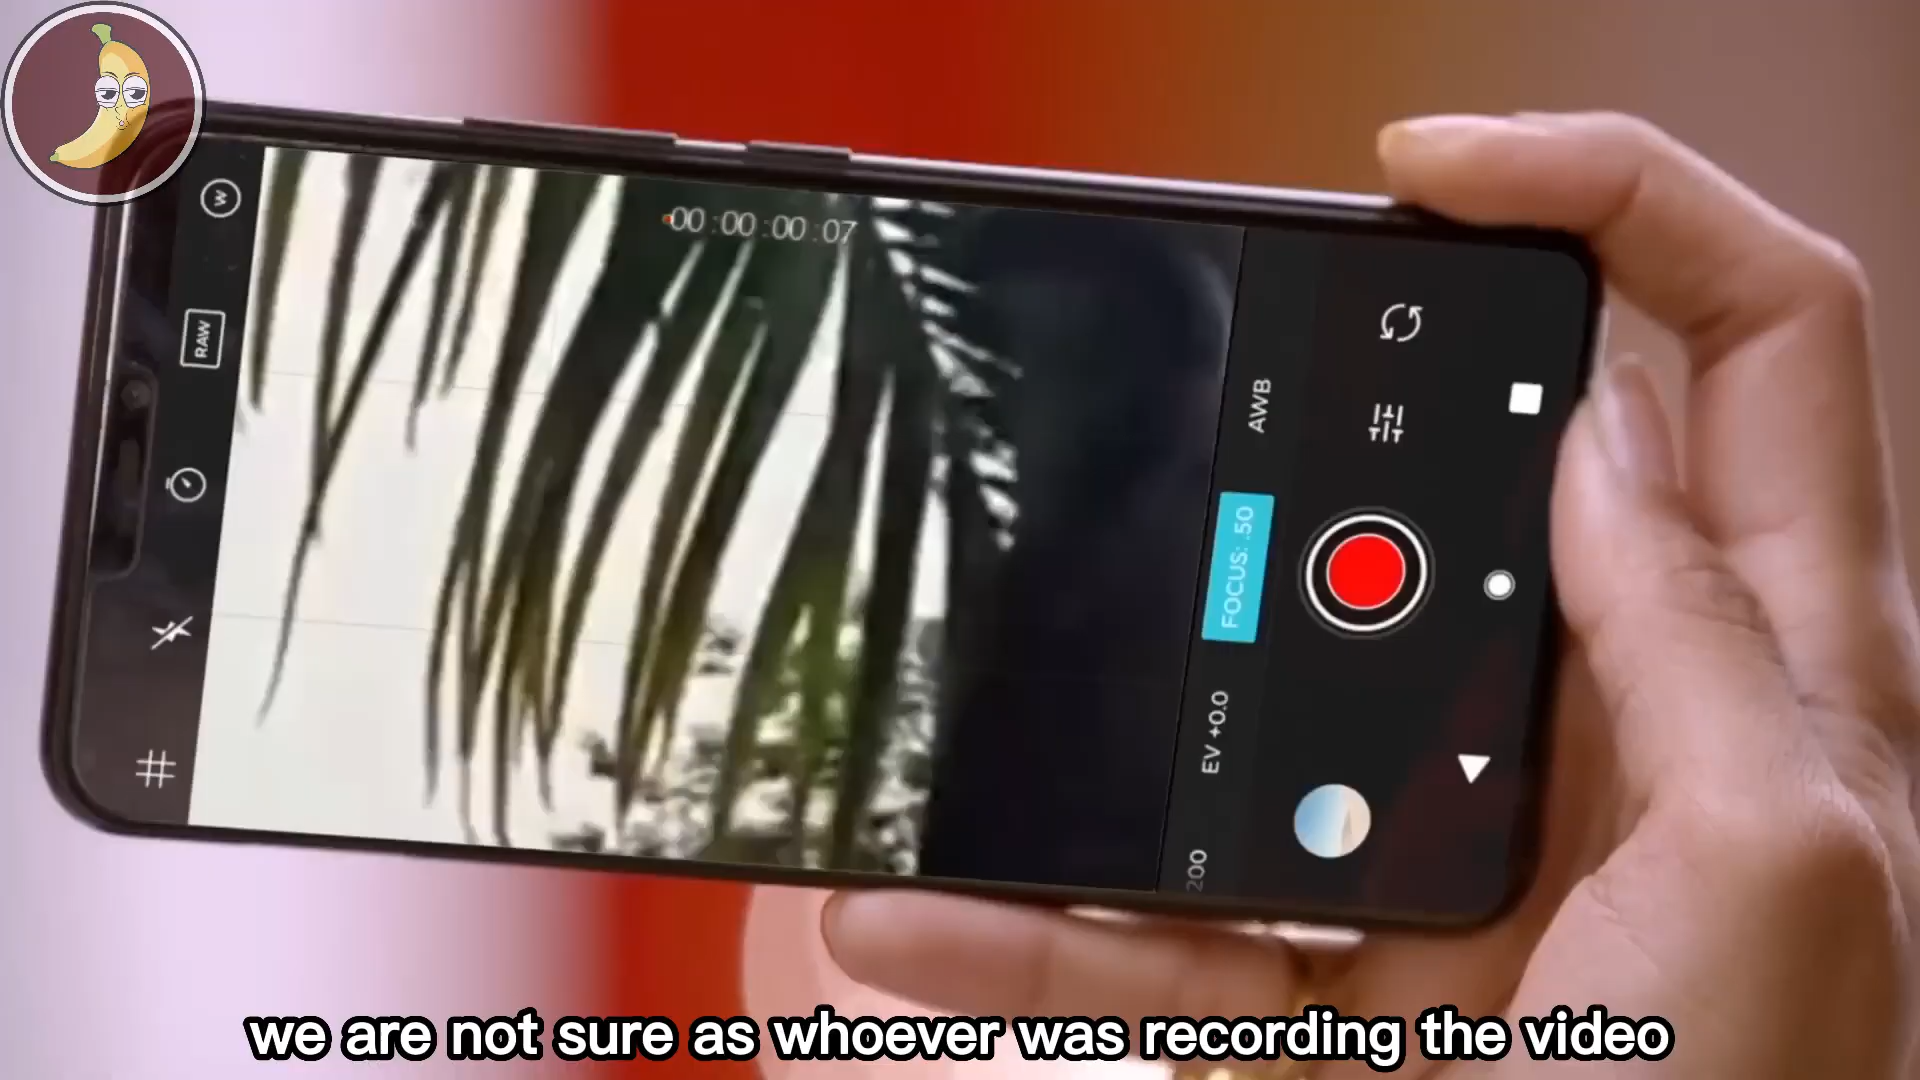 W
RAW
00:00:00:07
AWB
FOCUS: .50
EV +0.0
200
we are not sure as whoever was recording the video